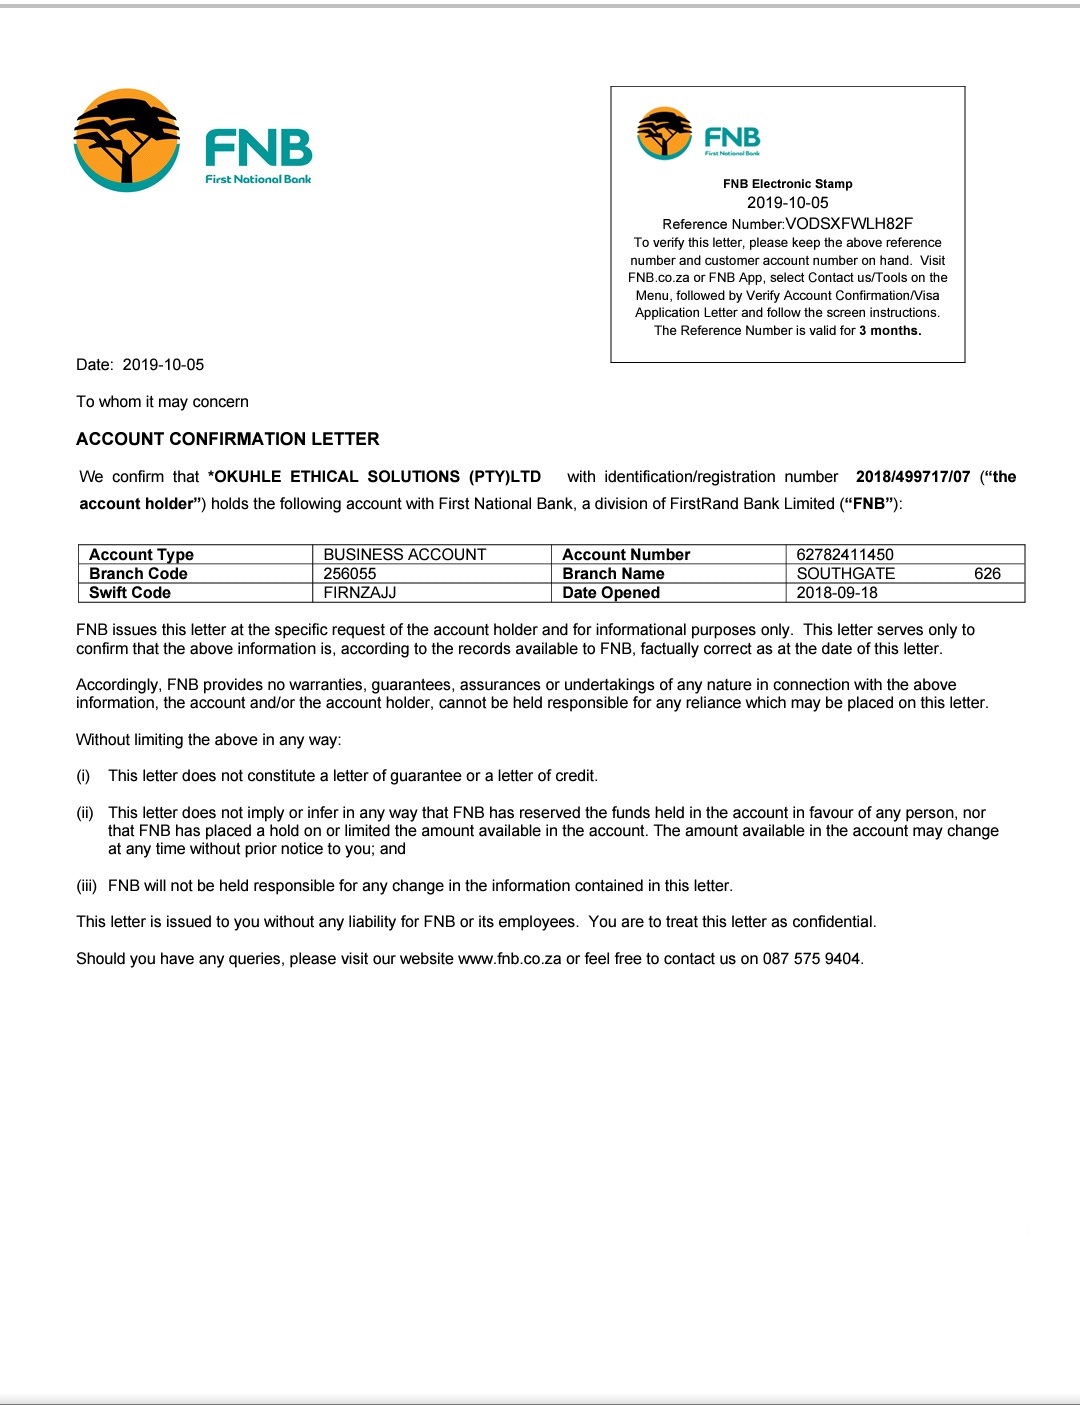 FNB
First National Bank
FNB
First National Bank
FNB Electronic Stamp
2019-10-05
Reference Number:VODSXFWLH82F
To verify this letter, please keep the above reference
number and customer account number on hand. Visit
FNB.co.za or FNB App, select Contact us/Tools on the
Menu, followed by Verify Account Confirmation/Visa
Application Letter and follow the screen instructions.
The Reference Number is valid for 3 months.
Date: 2019-10-05
To whom it may concern
ACCOUNT CONFIRMATION LETTER
We confirm that *OKUHLE ETHICAL SOLUTIONS (PTY)LTD with identification/registration number 2018/499717/07 (“the
account holder”) holds the following account with First National Bank, a division of FirstRand Bank Limited (“FNB”):
Account Type BUSINESS ACCOUNT Account Number 62782411450
Branch Code 256055 Branch Name SOUTHGATE 626
Swift Code FIRNZAJJ Date Opened 2018-09-18
FNB issues this letter at the specific request of the account holder and for informational purposes only. This letter serves only to
confirm that the above information is, according to the records available to FNB, factually correct as at the date of this letter.
Accordingly, FNB provides no warranties, guarantees, assurances or undertakings of any nature in connection with the above
information, the account and/or the account holder, cannot be held responsible for any reliance which may be placed on this letter.
Without limiting the above in any way:
(i) This letter does not constitute a letter of guarantee or a letter of credit.
(ii) This letter does not imply or infer in any way that FNB has reserved the funds held in the account in favour of any person, nor
that FNB has placed a hold on or limited the amount available in the account. The amount available in the account may change
at any time without prior notice to you; and
(iii) FNB will not be held responsible for any change in the information contained in this letter.
This letter is issued to you without any liability for FNB or its employees. You are to treat this letter as confidential.
Should you have any queries, please visit our website www.fnb.co.za or feel free to contact us on 087 575 9404.